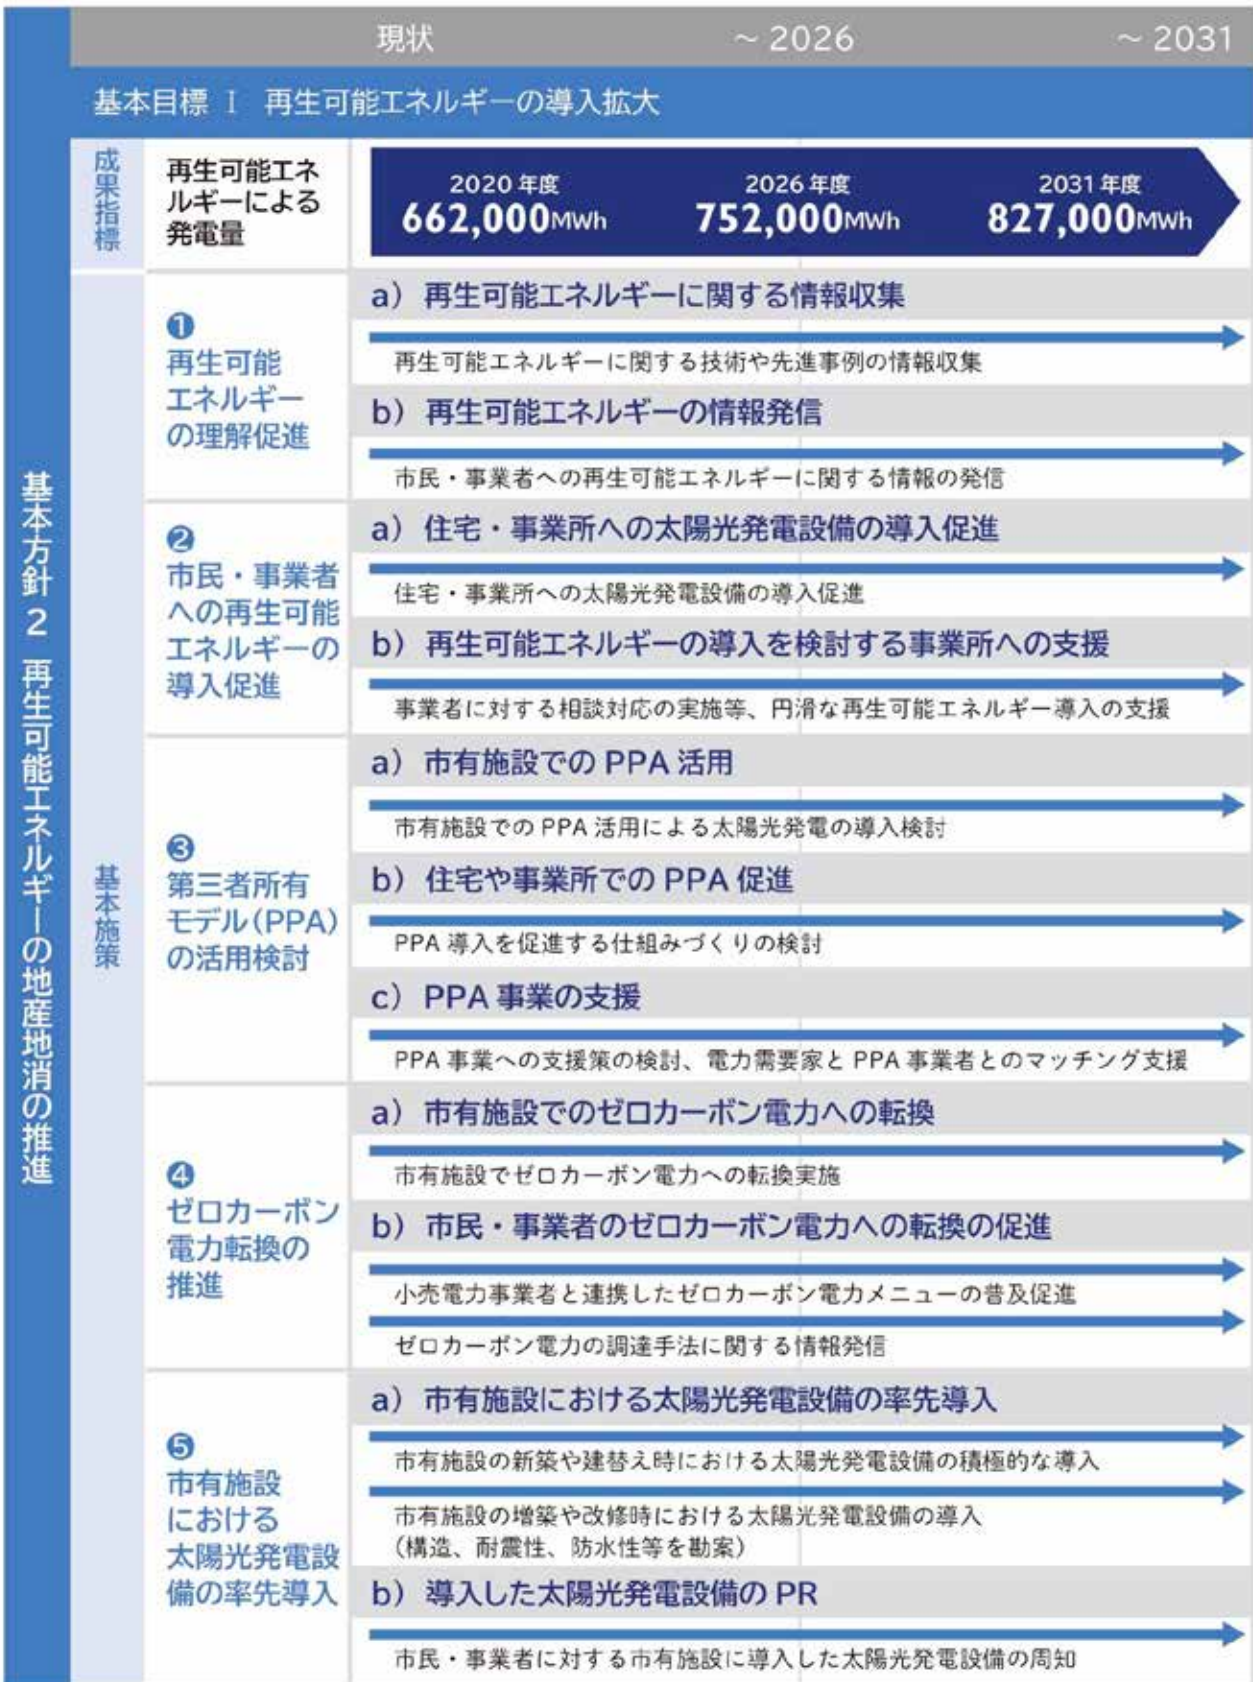 現状 ～2026 ～2031
基本方針2 再生可能エネルギーの地産地消の推進
基本目標Ⅰ 再生可能エネルギーの導入拡大
成果指標
再生可能エネ
ルギーによる
発電量
2020年度 2026年度 2031年度
662,000MWh 752,000MWh 827,000MWh
基本施策
❶
再生可能
エネルギー
の理解促進
a）再生可能エネルギーに関する情報収集
再生可能エネルギーに関する技術や先進事例の情報収集
b）再生可能エネルギーの情報発信
市民・事業者への再生可能エネルギーに関する情報の発信
❷
市民・事業者
への再生可能
エネルギーの
導入促進
a）住宅・事業所への太陽光発電設備の導入促進
住宅・事業所への太陽光発電設備の導入促進
b）再生可能エネルギーの導入を検討する事業所への支援
事業者に対する相談対応の実施等、円滑な再生可能エネルギー導入の支援
❸
第三者所有
モデル(PPA)
の活用検討
a）市有施設でのPPA活用
市有施設でのPPA活用による太陽光発電の導入検討
b）住宅や事業所でのPPA促進
PPA導入を促進する仕組みづくりの検討
c）PPA事業の支援
PPA事業への支援策の検討、電力需要家とPPA事業者とのマッチング支援
❹
ゼロカーボン
電力転換の
推進
a）市有施設でのゼロカーボン電力への転換
市有施設でゼロカーボン電力への転換実施
b）市民・事業者のゼロカーボン電力への転換の促進
小売電力事業者と連携したゼロカーボン電力メニューの普及促進
ゼロカーボン電力の調達手法に関する情報発信
❺
市有施設
における
太陽光発電設
備の率先導入
a）市有施設における太陽光発電設備の率先導入
市有施設の新築や建替え時における太陽光発電設備の積極的な導入
市有施設の増築や改修時における太陽光発電設備の導入
(構造、耐震性、防水性等を勘案)
b）導入した太陽光発電設備のPR
市民・事業者に対する市有施設に導入した太陽光発電設備の周知